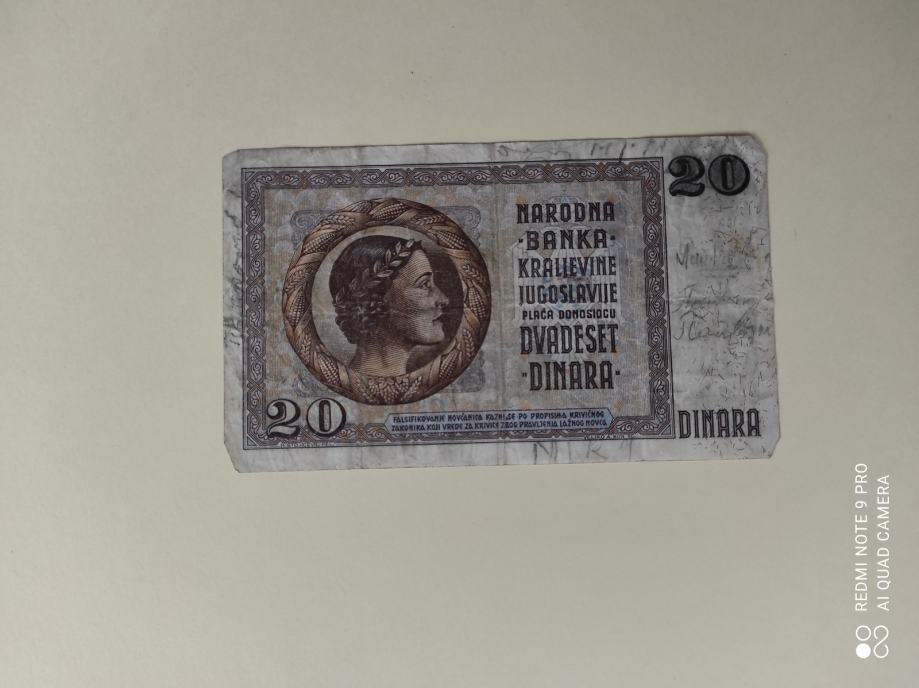 20
NARODNA
·BANKA·
KRALJEVINE
JUGOSLAVIJE
PLAĆA DONOSIOCU
DVADESET
·DINARA·
20
FALSIFIKOVANJE NOVČANICA KAZNI SE PO PROPISIMA KRIVIČNOG
ZAKONIKA KOJI VREDE ZA KRIVICE ZBOG PRAVLJENJA LAŽNOG NOVCA
DINARA
REDMI NOTE 9 PRO
AI QUAD CAMERA